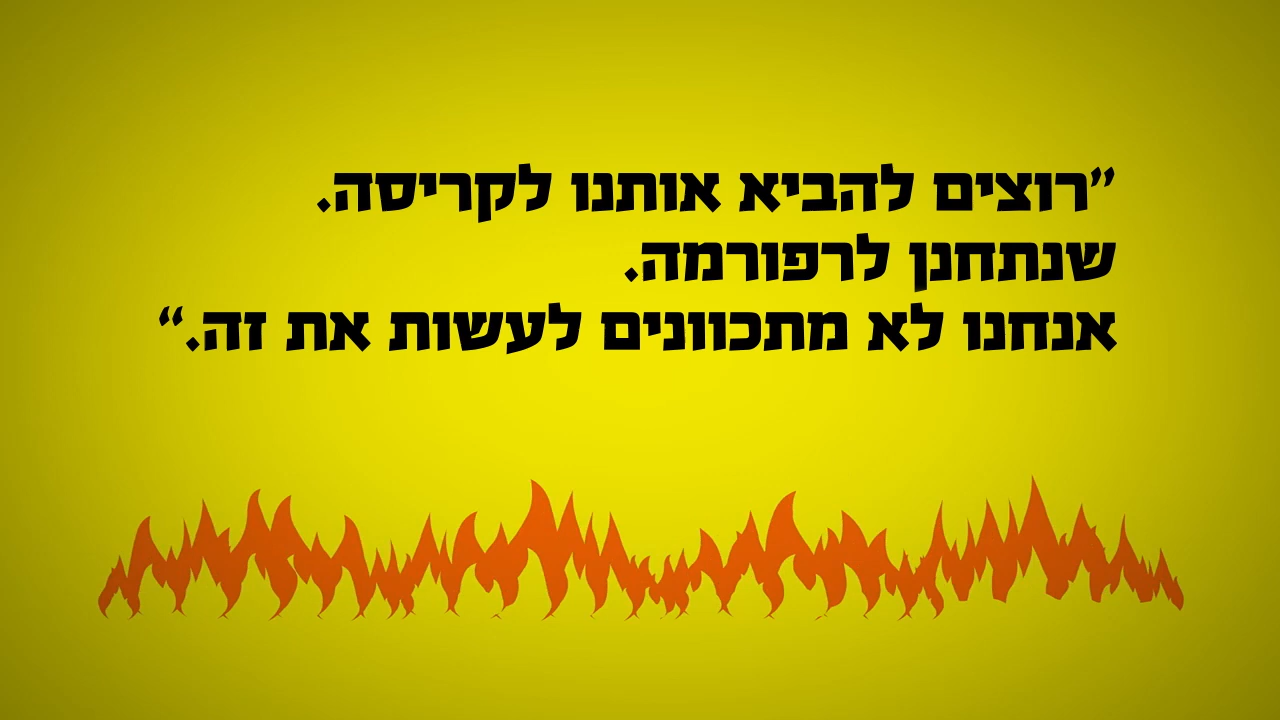 "רוצים להביא אותנו לקריסה.
שנתחנן לרפורמה.
אנחנו לא מתכוונים לעשות את זה."